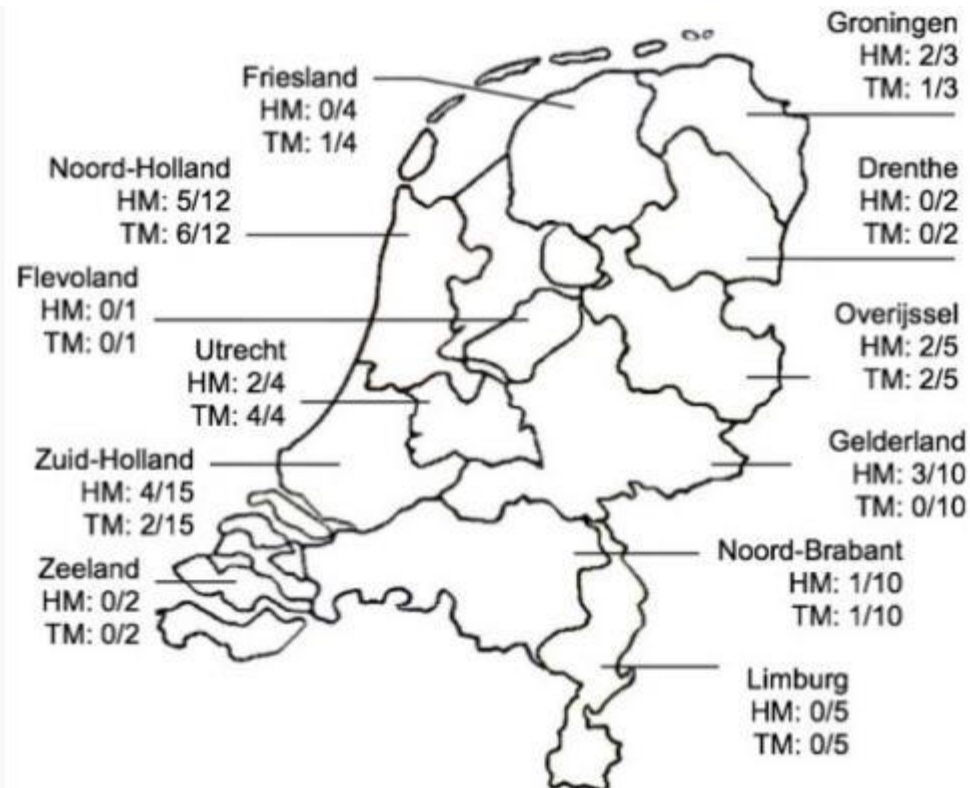 Groningen
HM: 2/3
TM: 1/3
Friesland
HM: 0/4
TM: 1/4
Noord-Holland
HM: 5/12
TM: 6/12
Drenthe
HM: 0/2
TM: 0/2
Flevoland
HM: 0/1
TM: 0/1
Overijssel
HM: 2/5
TM: 2/5
Utrecht
HM: 2/4
TM: 4/4
Gelderland
HM: 3/10
TM: 0/10
Zuid-Holland
HM: 4/15
TM: 2/15
Noord-Brabant
HM: 1/10
TM: 1/10
Zeeland
HM: 0/2
TM: 0/2
Limburg
HM: 0/5
TM: 0/5